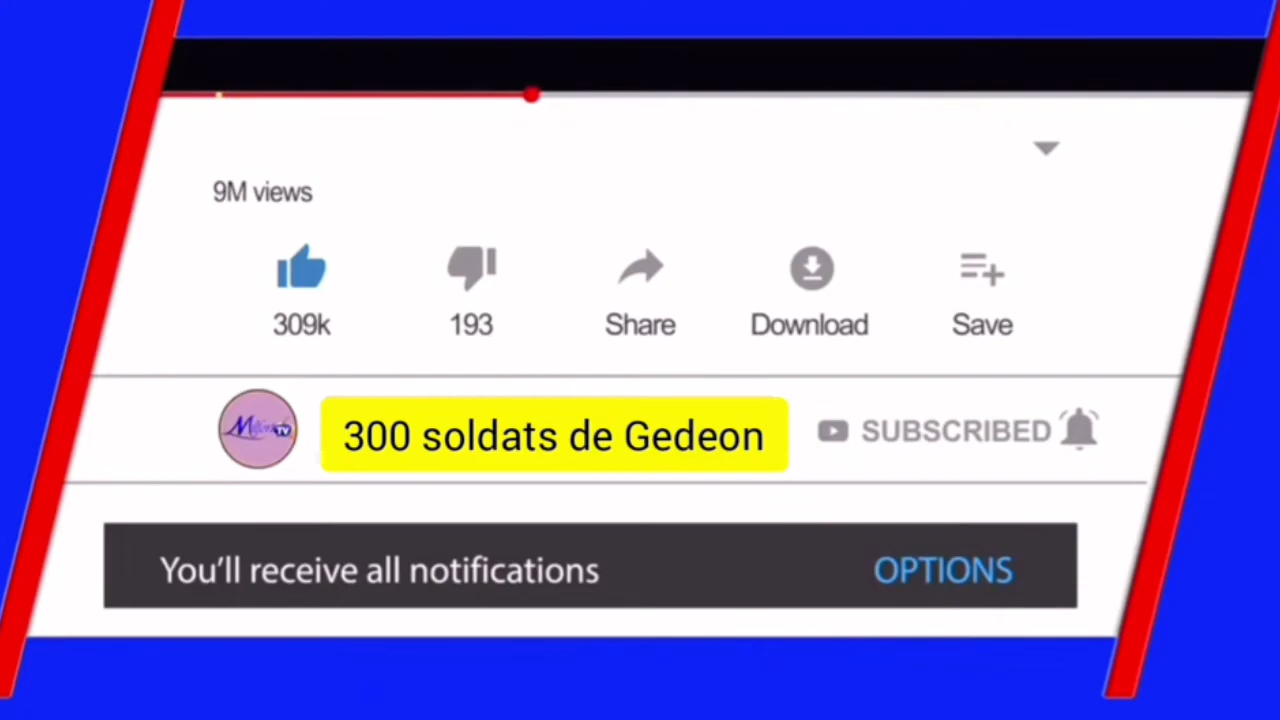 9M views
309k 193 Share Download Save
300 soldats de Gedeon SUBSCRIBED
You'll receive all notifications OPTIONS